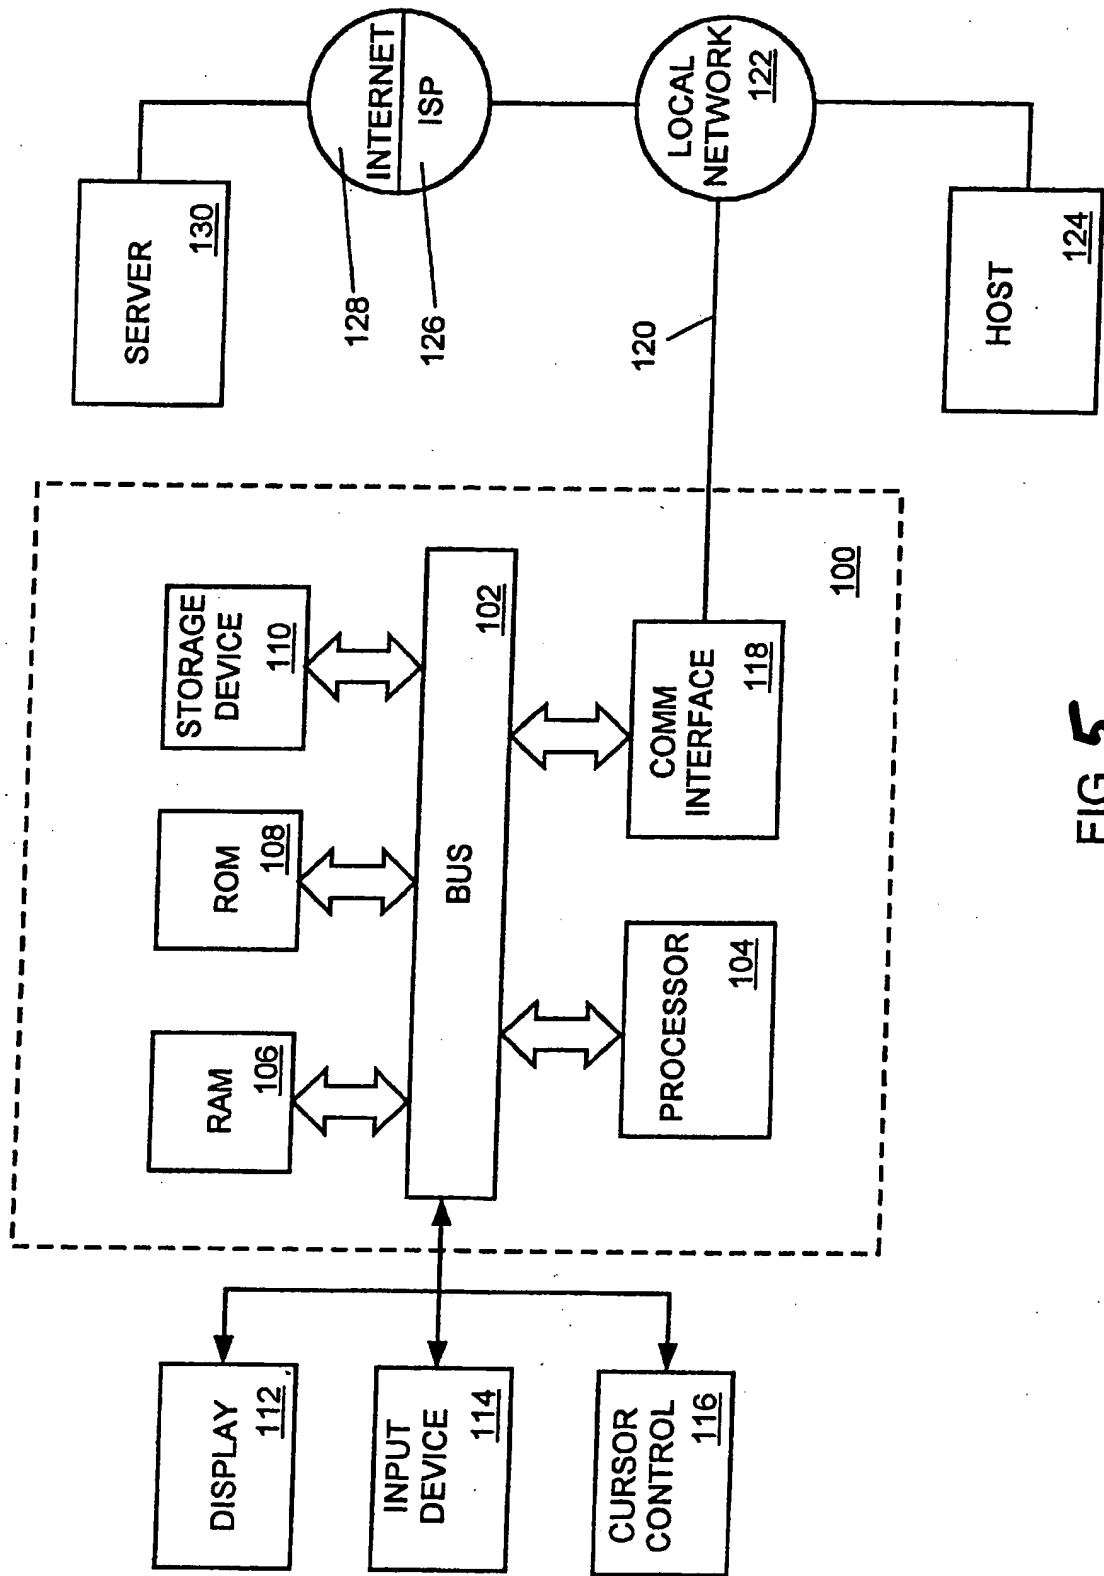 DISPLAY
112
INPUT
DEVICE
114
CURSOR
CONTROL
116
RAM
106
ROM
108
STORAGE
DEVICE
110
BUS
102
PROCESSOR
104
COMM
INTERFACE
118
100
SERVER
130
128
126
INTERNET
ISP
120
LOCAL
NETWORK
122
HOST
124
FIG. 5